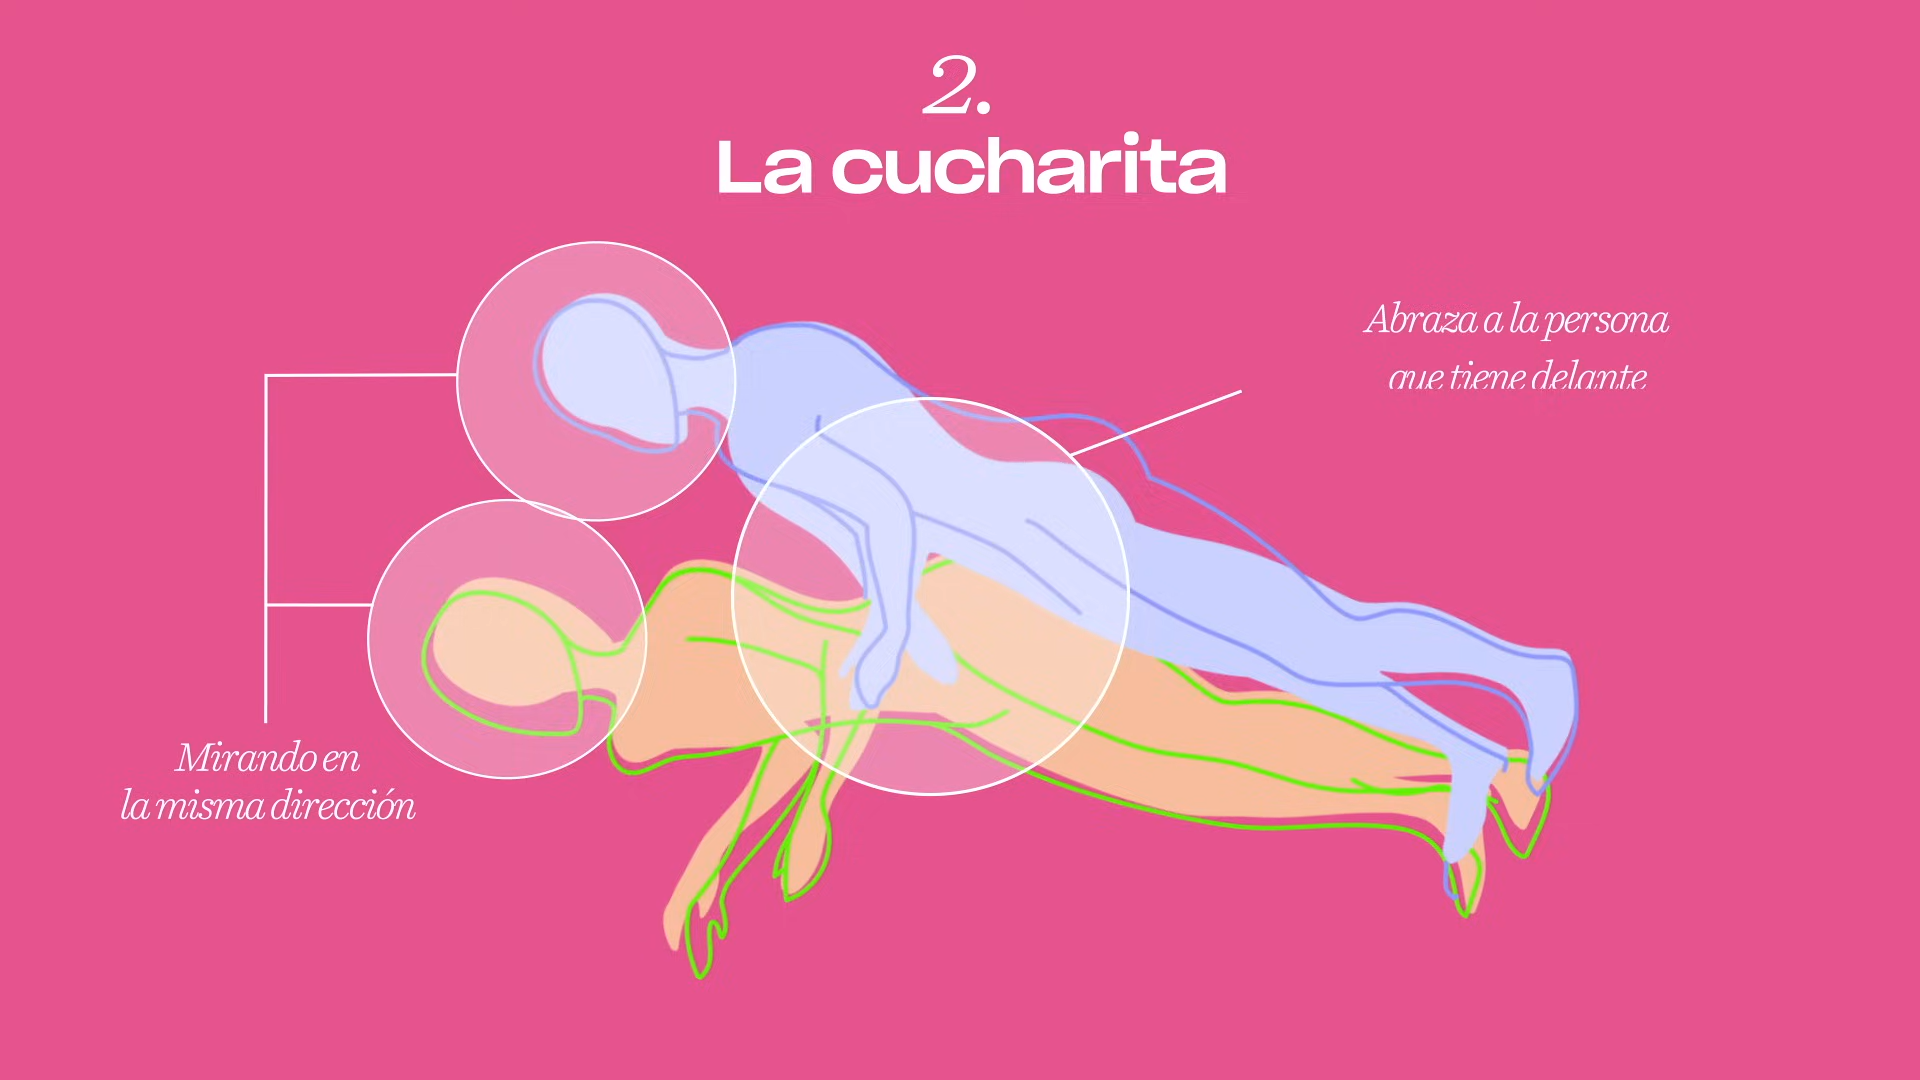 2.
La cucharita
Abraza a la persona
que tiene delante
Mirando en
la misma dirección